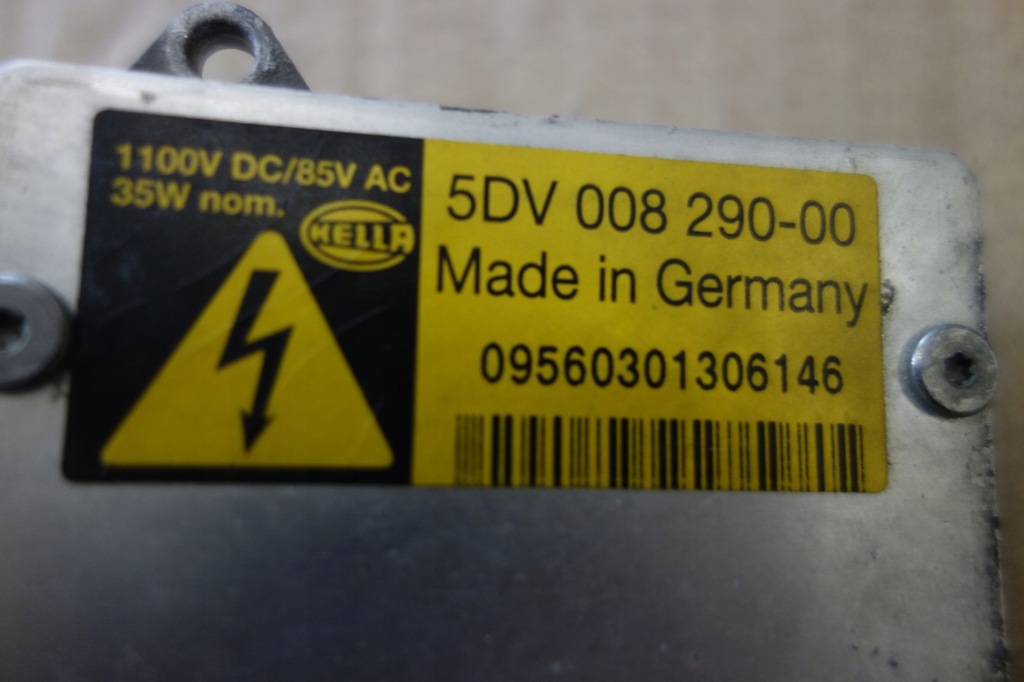 1100V DC/85V AC
35W nom.
HELLA
5DV 008 290-00
Made in Germany
09560301306146